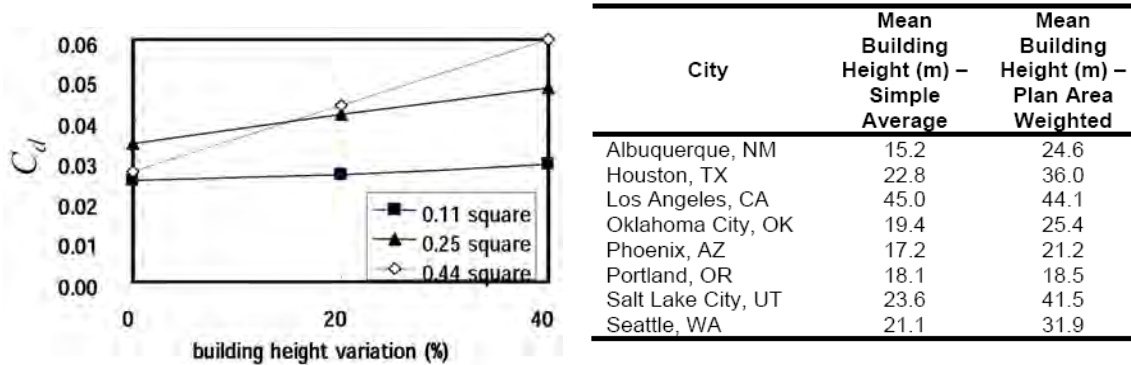 0.06
0.05
0.04
0.03
0.02
0.01
0.00
C_d
0 20 40
building height variation (%)
0.11 square
0.25 square
0.44 square
City Mean Building Height (m) – Simple Average Mean Building Height (m) – Plan Area Weighted
Albuquerque, NM 15.2 24.6
Houston, TX 22.8 36.0
Los Angeles, CA 45.0 44.1
Oklahoma City, OK 19.4 25.4
Phoenix, AZ 17.2 21.2
Portland, OR 18.1 18.5
Salt Lake City, UT 23.6 41.5
Seattle, WA 21.1 31.9